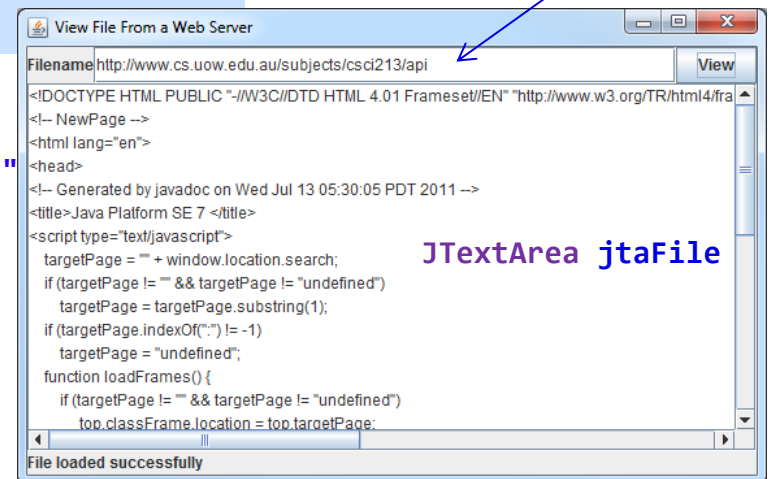 View File From a Web Server
Filename http://www.cs.uow.edu.au/subjects/csci213/api View
<!DOCTYPE HTML PUBLIC "-//W3C//DTD HTML 4.01 Frameset//EN" "http://www.w3.org/TR/html4/fra
<!-- NewPage -->
<html lang="en">
"
<head>
<!-- Generated by javadoc on Wed Jul 13 05:30:05 PDT 2011 -->
<title>Java Platform SE 7 </title>
<script type="text/javascript">
targetPage = "" + window.location.search;
JTextArea jtaFile
if (targetPage != "" && targetPage != "undefined")
targetPage = targetPage.substring(1);
if (targetPage.indexOf(":") != -1)
targetPage = "undefined";
function loadFrames() {
if (targetPage != "" && targetPage != "undefined")
top.classFrame.location = top.targetPage;
File loaded successfully